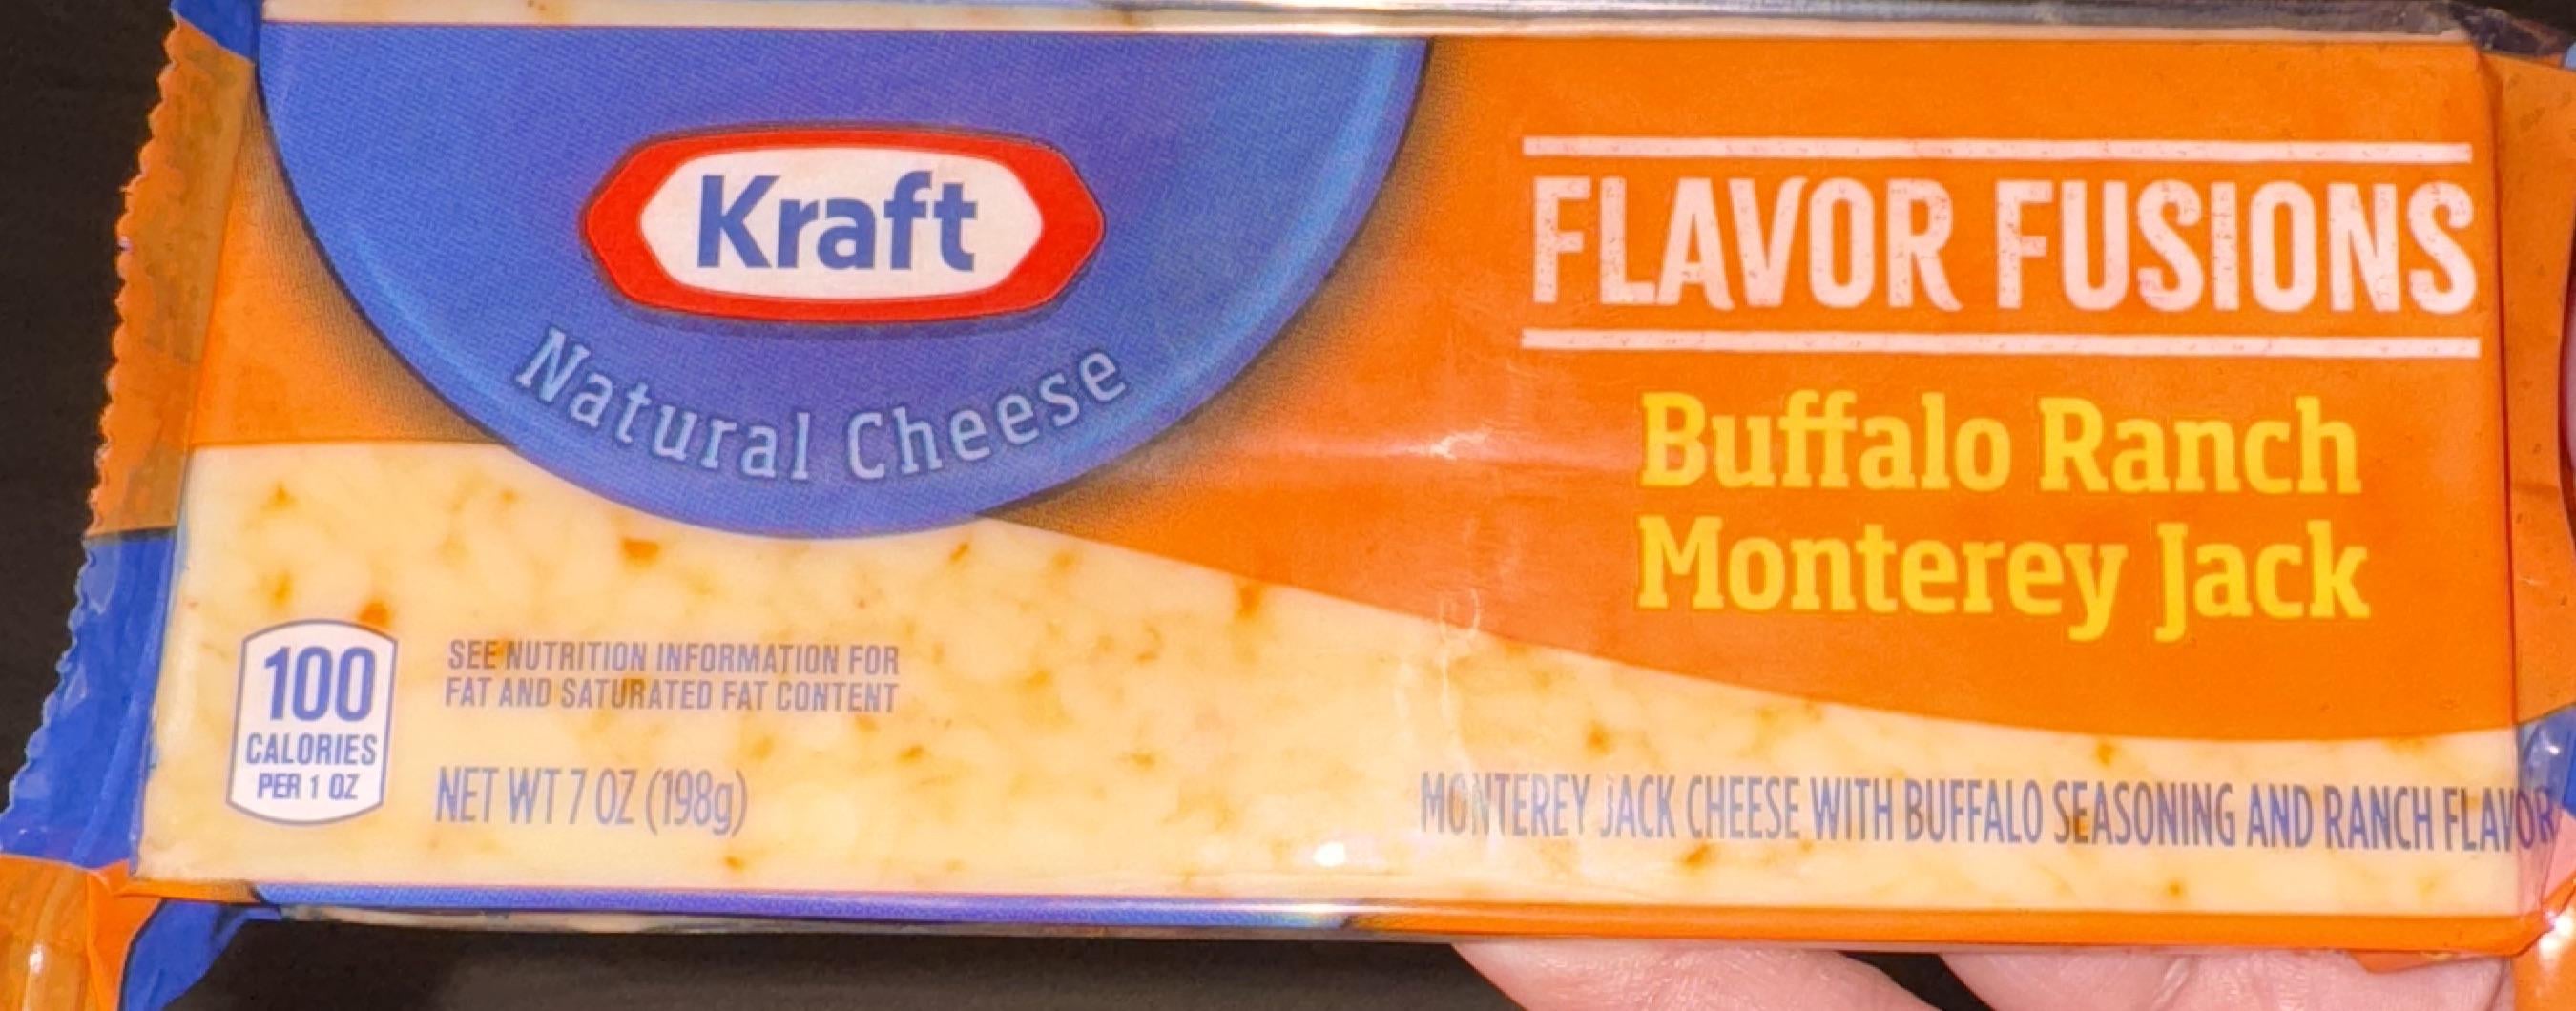 Kraft
Natural Cheese
FLAVOR FUSIONS
Buffalo Ranch
Monterey Jack
100
CALORIES
PER 1 OZ
SEE NUTRITION INFORMATION FOR
FAT AND SATURATED FAT CONTENT
NET WT 7 OZ (198g)
MONTEREY JACK CHEESE WITH BUFFALO SEASONING AND RANCH FLAVOR